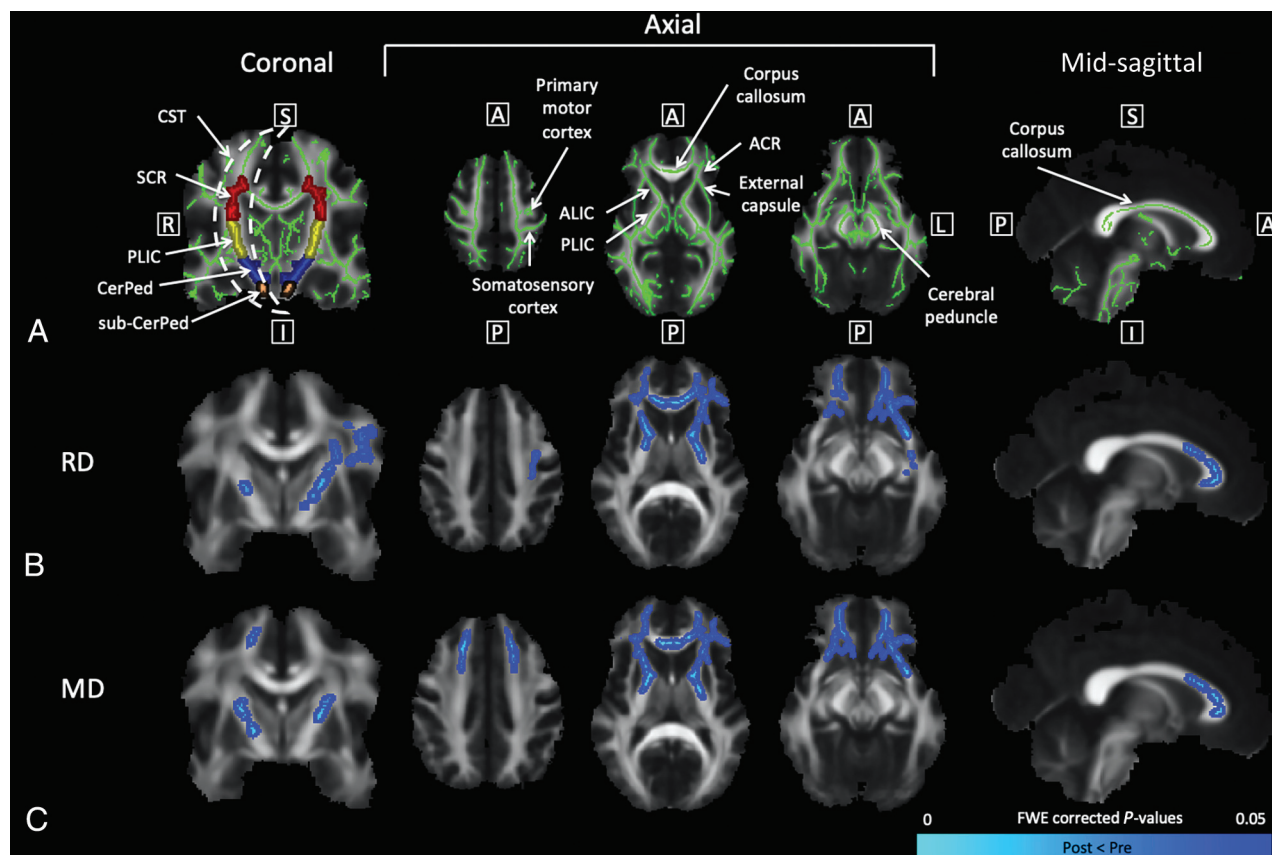 Axial
Coronal
Mid-sagittal
CST
S
SCR
R
PLIC
CerPed
sub-CerPed
I
A
Primary
motor
cortex
Somatosensory
cortex
P
A
Corpus
callosum
ACR
External
capsule
ALIC
PLIC
P
A
L
Cerebral
peduncle
P
S
Corpus
callosum
P
A
I
A
RD
B
MD
C
0
FWE corrected P-values
0.05
Post < Pre